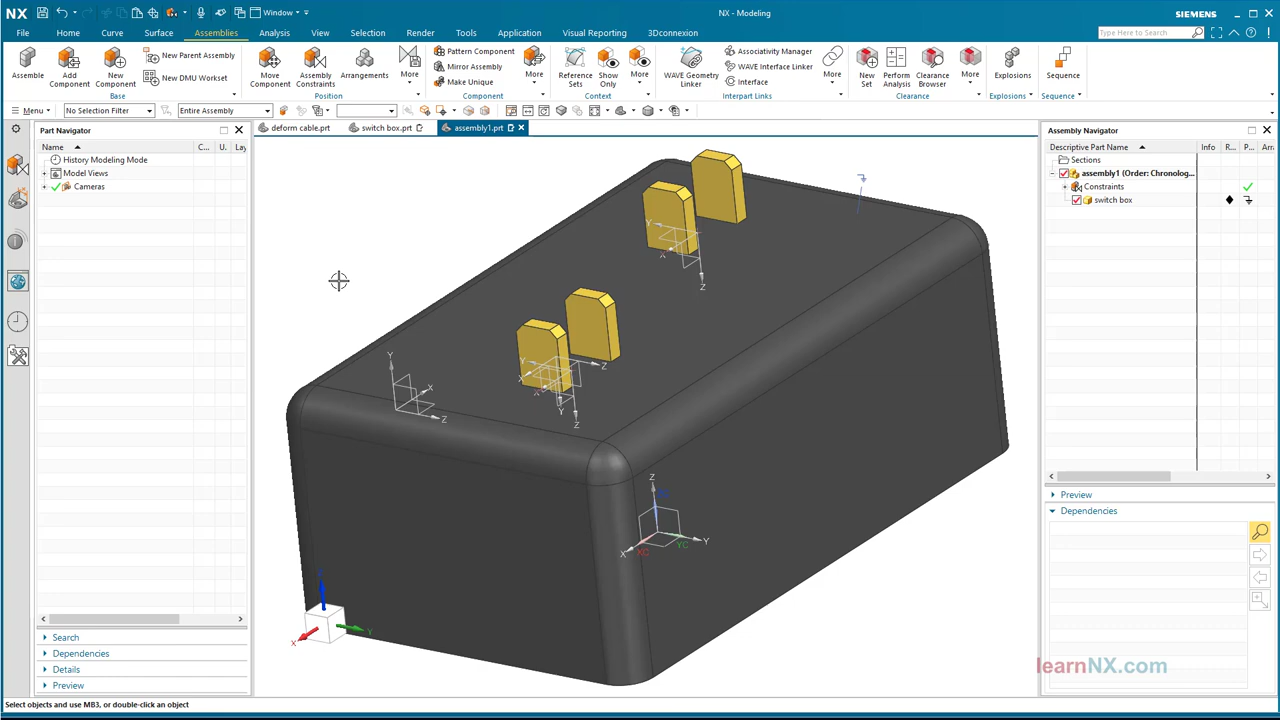 NX
Window
NX - Modeling
SIEMENS
File
Home
Curve
Surface
Assemblies
Analysis
View
Selection
Render
Tools
Application
Visual Reporting
3Dconnexion
Type Here to Search
Assemble
Add Component
New Component
New Parent Assembly
New DMU Workset
Base
Move Component
Assembly Constraints
Arrangements
More
Position
Pattern Component
Mirror Assembly
Make Unique
More
Component
Reference Sets
Show Only
More
Context
WAVE Geometry Linker
Associativity Manager
WAVE Interface Linker
Interface
More
Interpart Links
New Set
Perform Analysis
Clearance Browser
More
Clearance
Explosions
Explosions
Sequence
Sequence
Menu
No Selection Filter
Entire Assembly
Part Navigator
deform cable.prt
switch box.prt
assembly1.prt
Assembly Navigator
Name
C...
U.
Lay
Descriptive Part Name
Info
R...
P...
Arra
History Modeling Mode
Model Views
Cameras
Sections
assembly1 (Order: Chronolog...
Constraints
switch box
Y
X
Z
Y
X
Z
X
Y
Z
Y
X
Z
Z
X
XC
YC
Y
X
Y
Preview
Dependencies
Search
Dependencies
Details
Preview
learnNX.com
Select objects and use MB3, or double-click an object